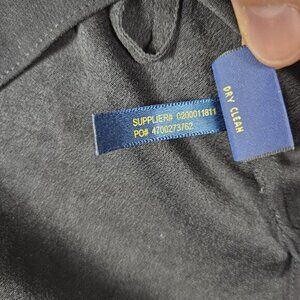 SUPPLIER# 0200011811
PO# 4700273762
DRY CLEAN